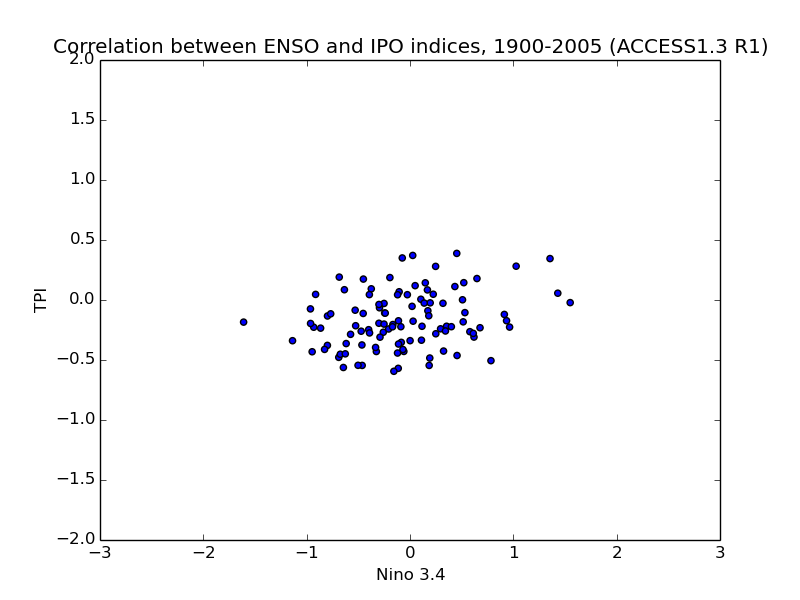 Correlation between ENSO and IPO indices, 1900-2005 (ACCESS1.3 R1)
2.0
1.5
1.0
0.5
0.0
−0.5
−1.0
−1.5
−2.0
TPI
−3 −2 −1 0 1 2 3
Nino 3.4